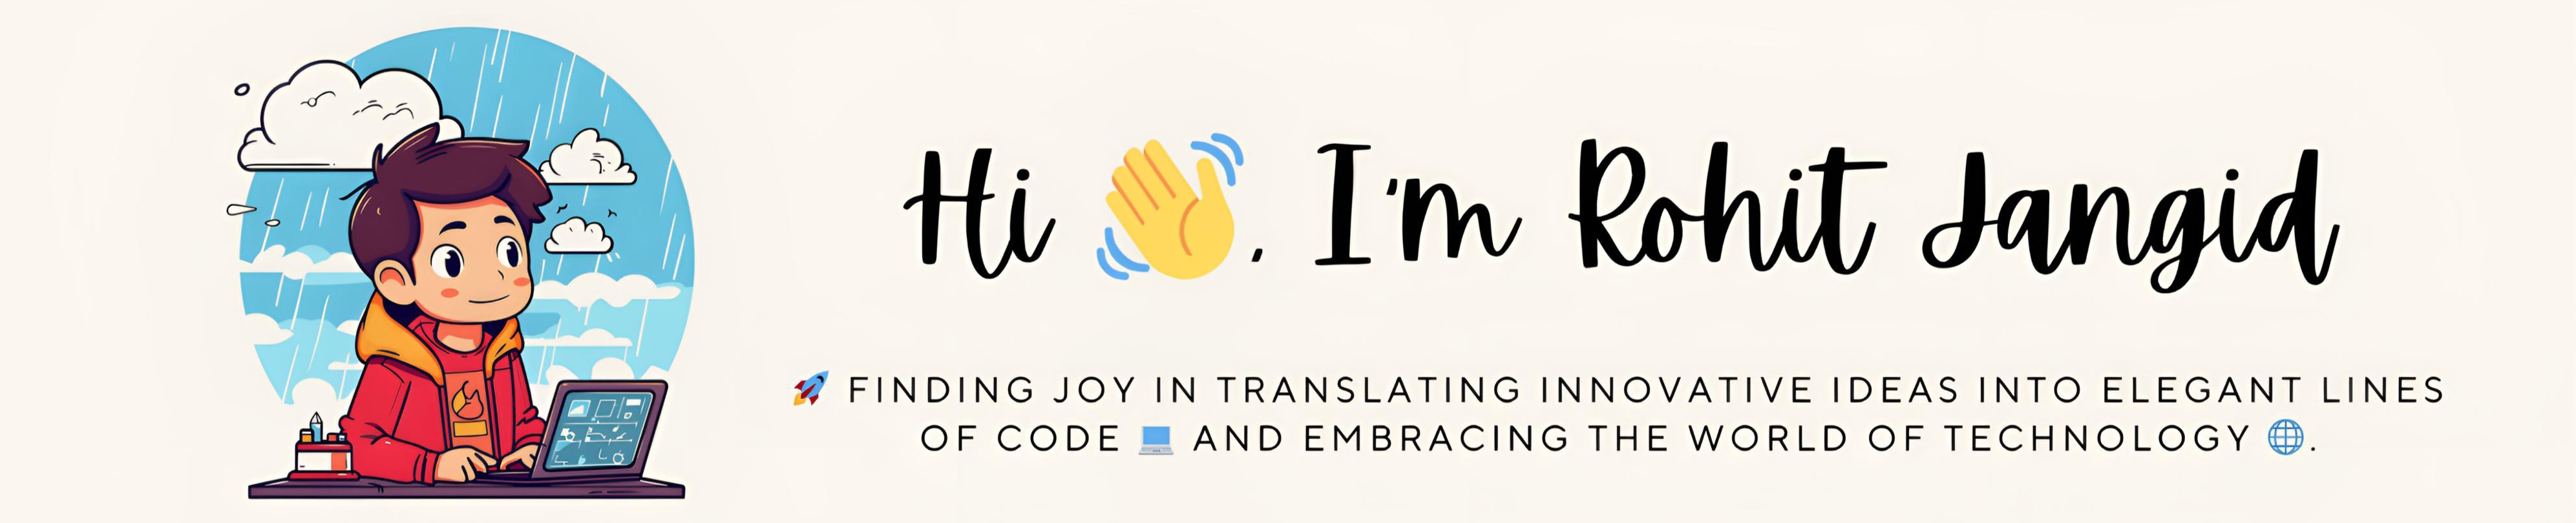 Hi 👋, I'm Rohit Jangid
🚀 FINDING JOY IN TRANSLATING INNOVATIVE IDEAS INTO ELEGANT LINES
OF CODE 💻 AND EMBRACING THE WORLD OF TECHNOLOGY 🌐.